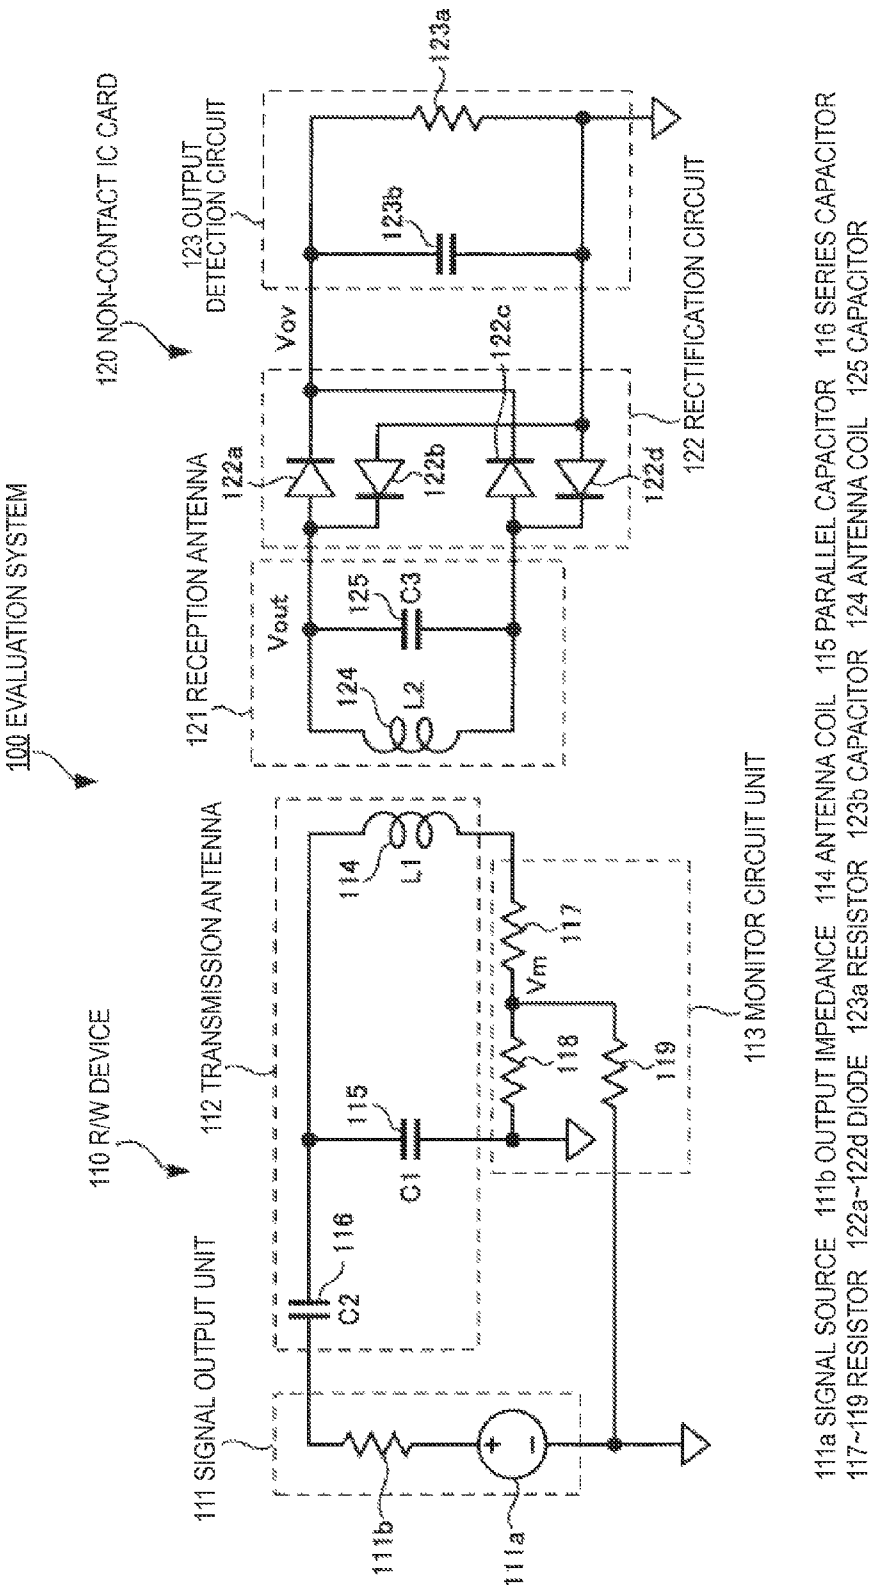 100 EVALUATION SYSTEM
110 R/W DEVICE
120 NON-CONTACT IC CARD
111 SIGNAL OUTPUT UNIT
112 TRANSMISSION ANTENNA
121 RECEPTION ANTENNA
123 OUTPUT
DETECTION CIRCUIT
Vout
Vov
122a
123a
C2
116
115
C1
114
L1
124
L2
125
C3
122b
123b
122c
122d
111b
111a
118
Vm
117
119
113 MONITOR CIRCUIT UNIT
122 RECTIFICATION CIRCUIT
111a SIGNAL SOURCE 111b OUTPUT IMPEDANCE 114 ANTENNA COIL 115 PARALLEL CAPACITOR 116 SERIES CAPACITOR
117~119 RESISTOR 122a~122d DIODE 123a RESISTOR 123b CAPACITOR 124 ANTENNA COIL 125 CAPACITOR